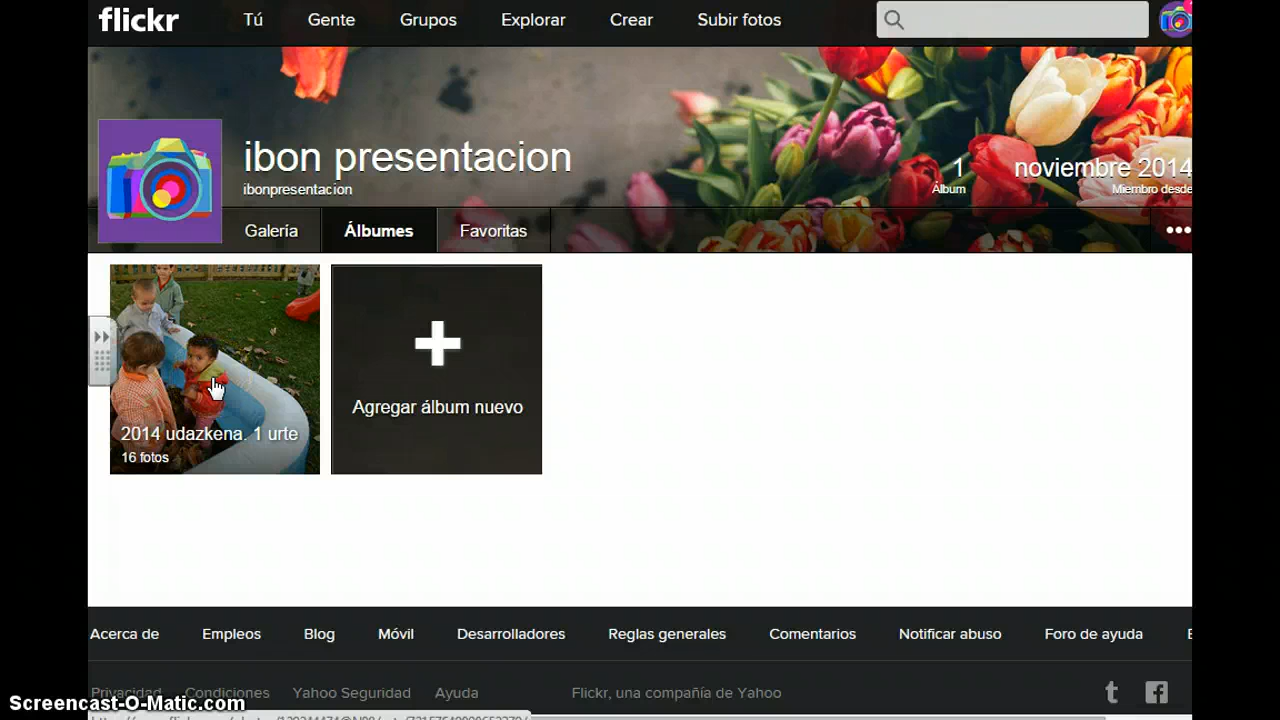 flickr Tú Gente Grupos Explorar Crear Subir fotos
ibon presentacion
ibonpresentacion
1
Álbum
noviembre 2014
Miembro desde
Galería Álbumes Favoritas
2014 udazkena. 1 urte
16 fotos
Agregar álbum nuevo
Acerca de Empleos Blog Móvil Desarrolladores Reglas generales Comentarios Notificar abuso Foro de ayuda
Privacidad Condiciones Yahoo Seguridad Ayuda Flickr, una compañía de Yahoo
Screencast-O-Matic.com